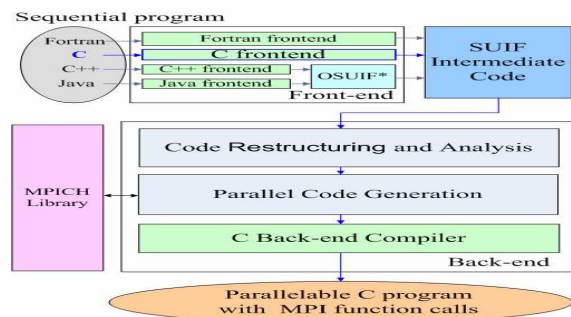 Sequential program
Fortran
C
C++
Java
Fortran frontend
C frontend
C++ frontend
Java frontend
OSUIF*
Front-end
SUIF
Intermediate
Code
Code Restructuring and Analysis
MPICH
Library
Parallel Code Generation
C Back-end Compiler
Back-end
Parallelable C program
with MPI function calls